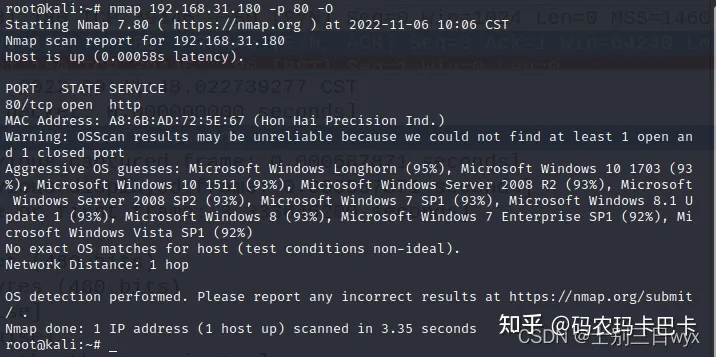 root@kali:~# nmap 192.168.31.180 -p 80 -O
Starting Nmap 7.80 ( https://nmap.org ) at 2022-11-06 10:06 CST
Nmap scan report for 192.168.31.180
Host is up (0.00058s latency).
PORT   STATE SERVICE
80/tcp open  http
MAC Address: A8:6B:AD:72:5E:67 (Hon Hai Precision Ind.)
Warning: OSScan results may be unreliable because we could not find at least 1 open an
d 1 closed port
Aggressive OS guesses: Microsoft Windows Longhorn (95%), Microsoft Windows 10 1703 (93
%), Microsoft Windows 10 1511 (93%), Microsoft Windows Server 2008 R2 (93%), Microsoft
 Windows Server 2008 SP2 (93%), Microsoft Windows 7 SP1 (93%), Microsoft Windows 8.1 U
pdate 1 (93%), Microsoft Windows 8 (93%), Microsoft Windows 7 Enterprise SP1 (92%), Mi
crosoft Windows Vista SP1 (92%)
No exact OS matches for host (test conditions non-ideal).
Network Distance: 1 hop
OS detection performed. Please report any incorrect results at https://nmap.org/submit
/ .
Nmap done: 1 IP address (1 host up) scanned in 3.35 seconds
知乎 @码农玛卡巴卡
CSDN @士别三日wyx
root@kali:~# _